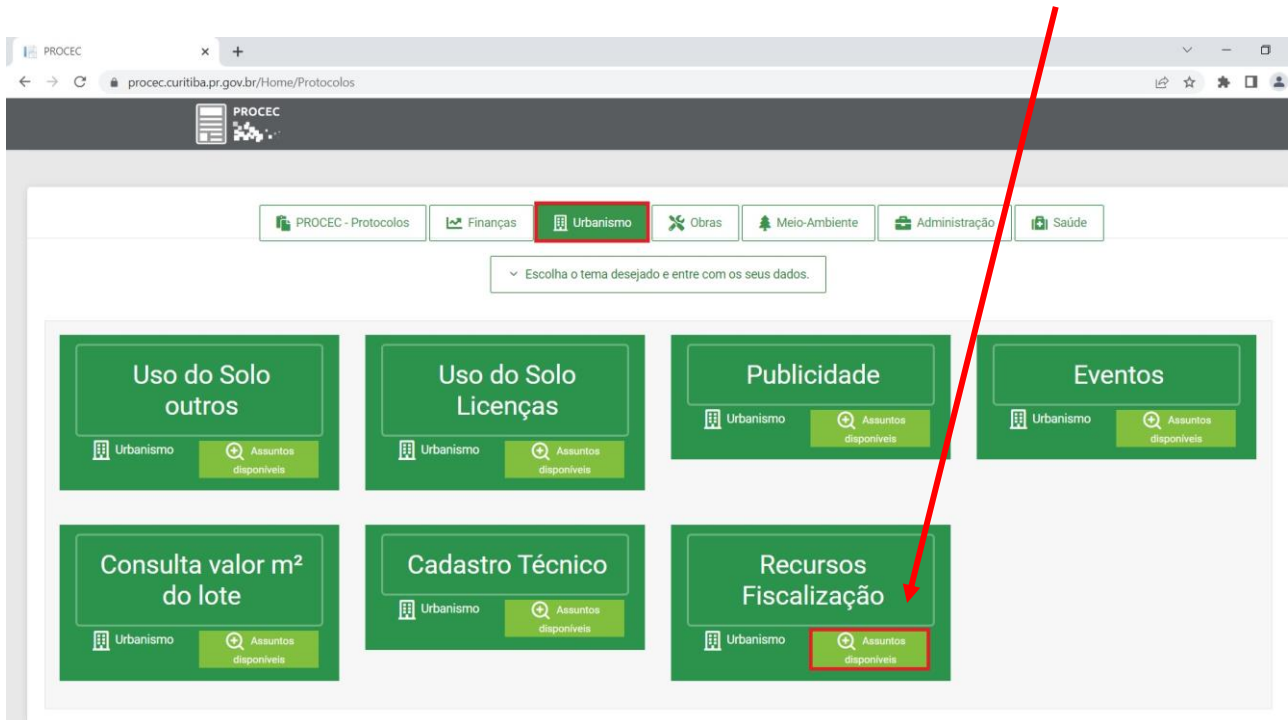 PROCEC
procec.curitiba.pr.gov.br/Home/Protocolos
PROCEC
PROCEC - Protocolos Finanças Urbanismo Obras Meio-Ambiente Administração Saúde
Escolha o tema desejado e entre com os seus dados.
Uso do Solo
outros
Urbanismo Assuntos
disponíveis
Uso do Solo
Licenças
Urbanismo Assuntos
disponíveis
Publicidade
Urbanismo Assuntos
disponíveis
Eventos
Urbanismo Assuntos
disponíveis
Consulta valor m²
do lote
Urbanismo Assuntos
disponíveis
Cadastro Técnico
Urbanismo Assuntos
disponíveis
Recursos
Fiscalização
Urbanismo Assuntos
disponíveis